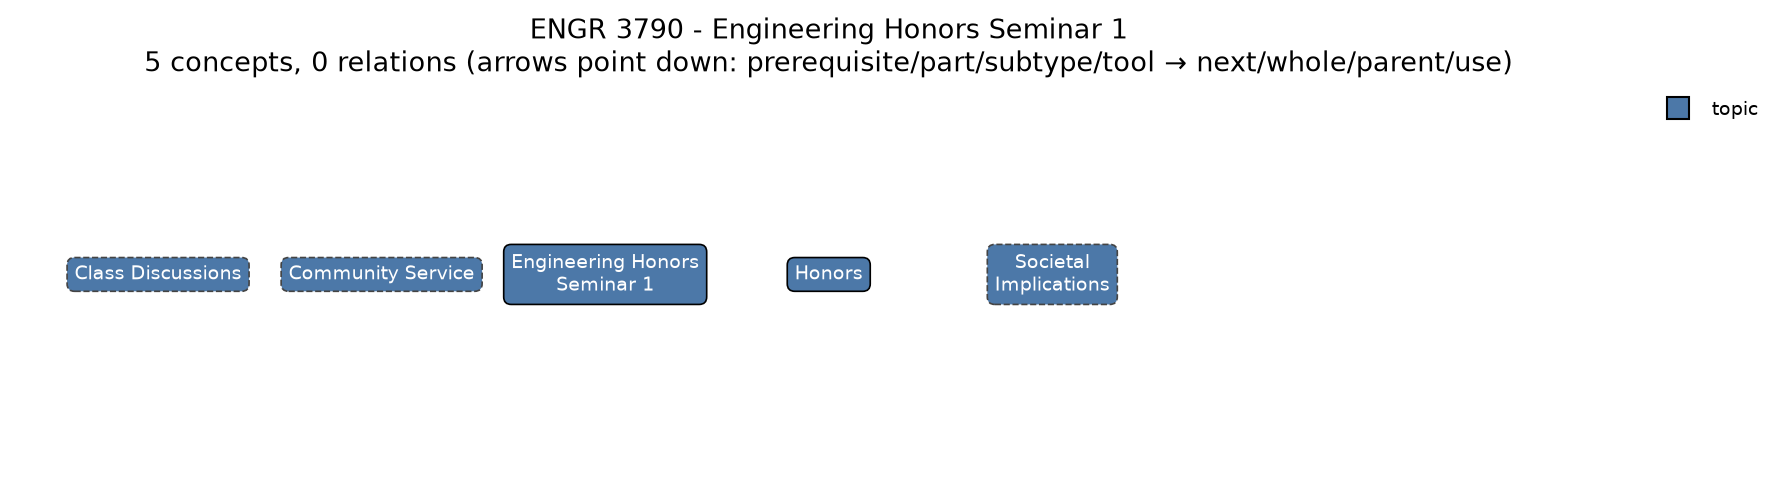 ENGR 3790 - Engineering Honors Seminar 1
5 concepts, 0 relations (arrows point down: prerequisite/part/subtype/tool → next/whole/parent/use)
topic
Class Discussions
Community Service
Engineering Honors
Seminar 1
Honors
Societal
Implications